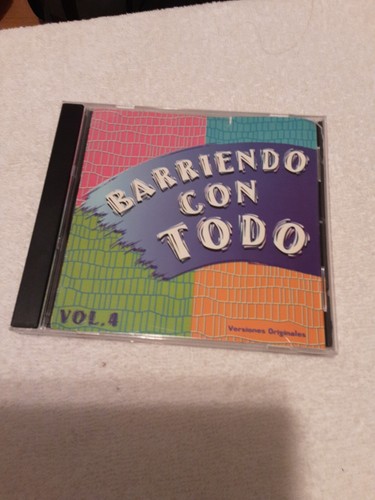 BARRIENDO
CON
TODO
VOL.4
Versiones Originales